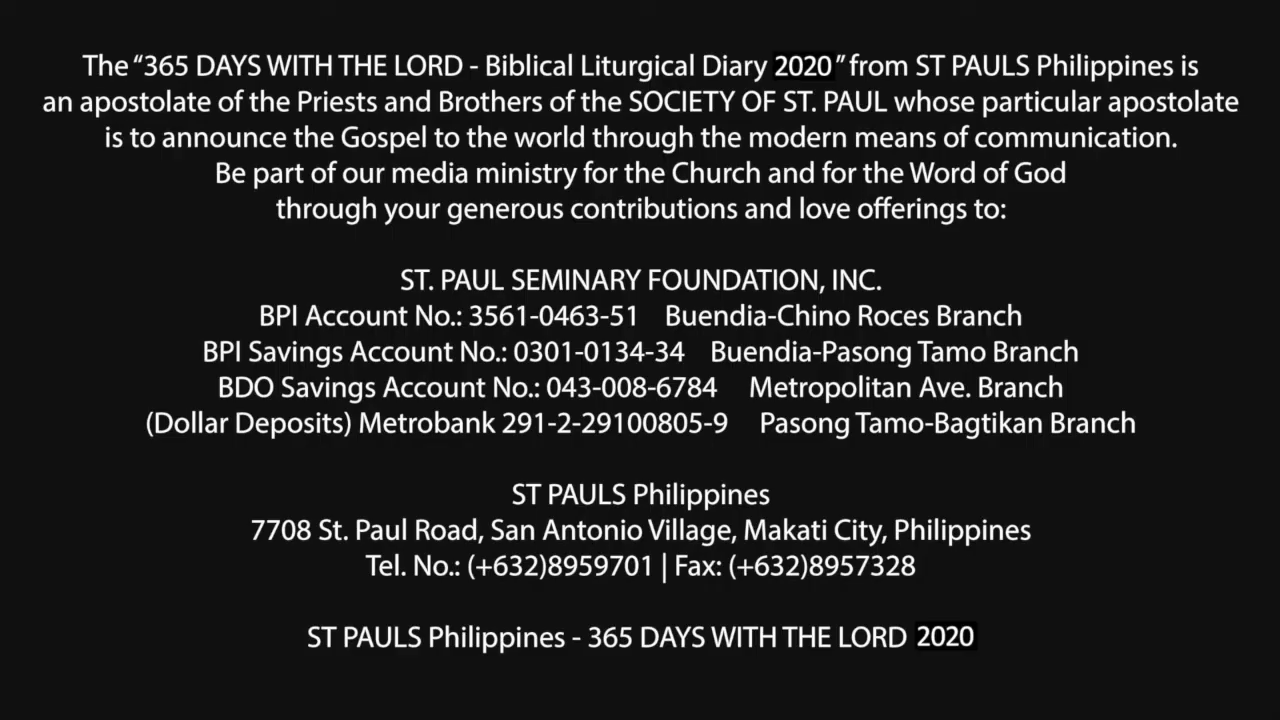 The “365 DAYS WITH THE LORD - Biblical Liturgical Diary 2020” from ST PAULS Philippines is
an apostolate of the Priests and Brothers of the SOCIETY OF ST. PAUL whose particular apostolate
is to announce the Gospel to the world through the modern means of communication.
Be part of our media ministry for the Church and for the Word of God
through your generous contributions and love offerings to:
ST. PAUL SEMINARY FOUNDATION, INC.
BPI Account No.: 3561-0463-51 Buendia-Chino Roces Branch
BPI Savings Account No.: 0301-0134-34 Buendia-Pasong Tamo Branch
BDO Savings Account No.: 043-008-6784 Metropolitan Ave. Branch
(Dollar Deposits) Metrobank 291-2-29100805-9 Pasong Tamo-Bagtikan Branch
ST PAULS Philippines
7708 St. Paul Road, San Antonio Village, Makati City, Philippines
Tel. No.: (+632)8959701 | Fax: (+632)8957328
ST PAULS Philippines - 365 DAYS WITH THE LORD 2020